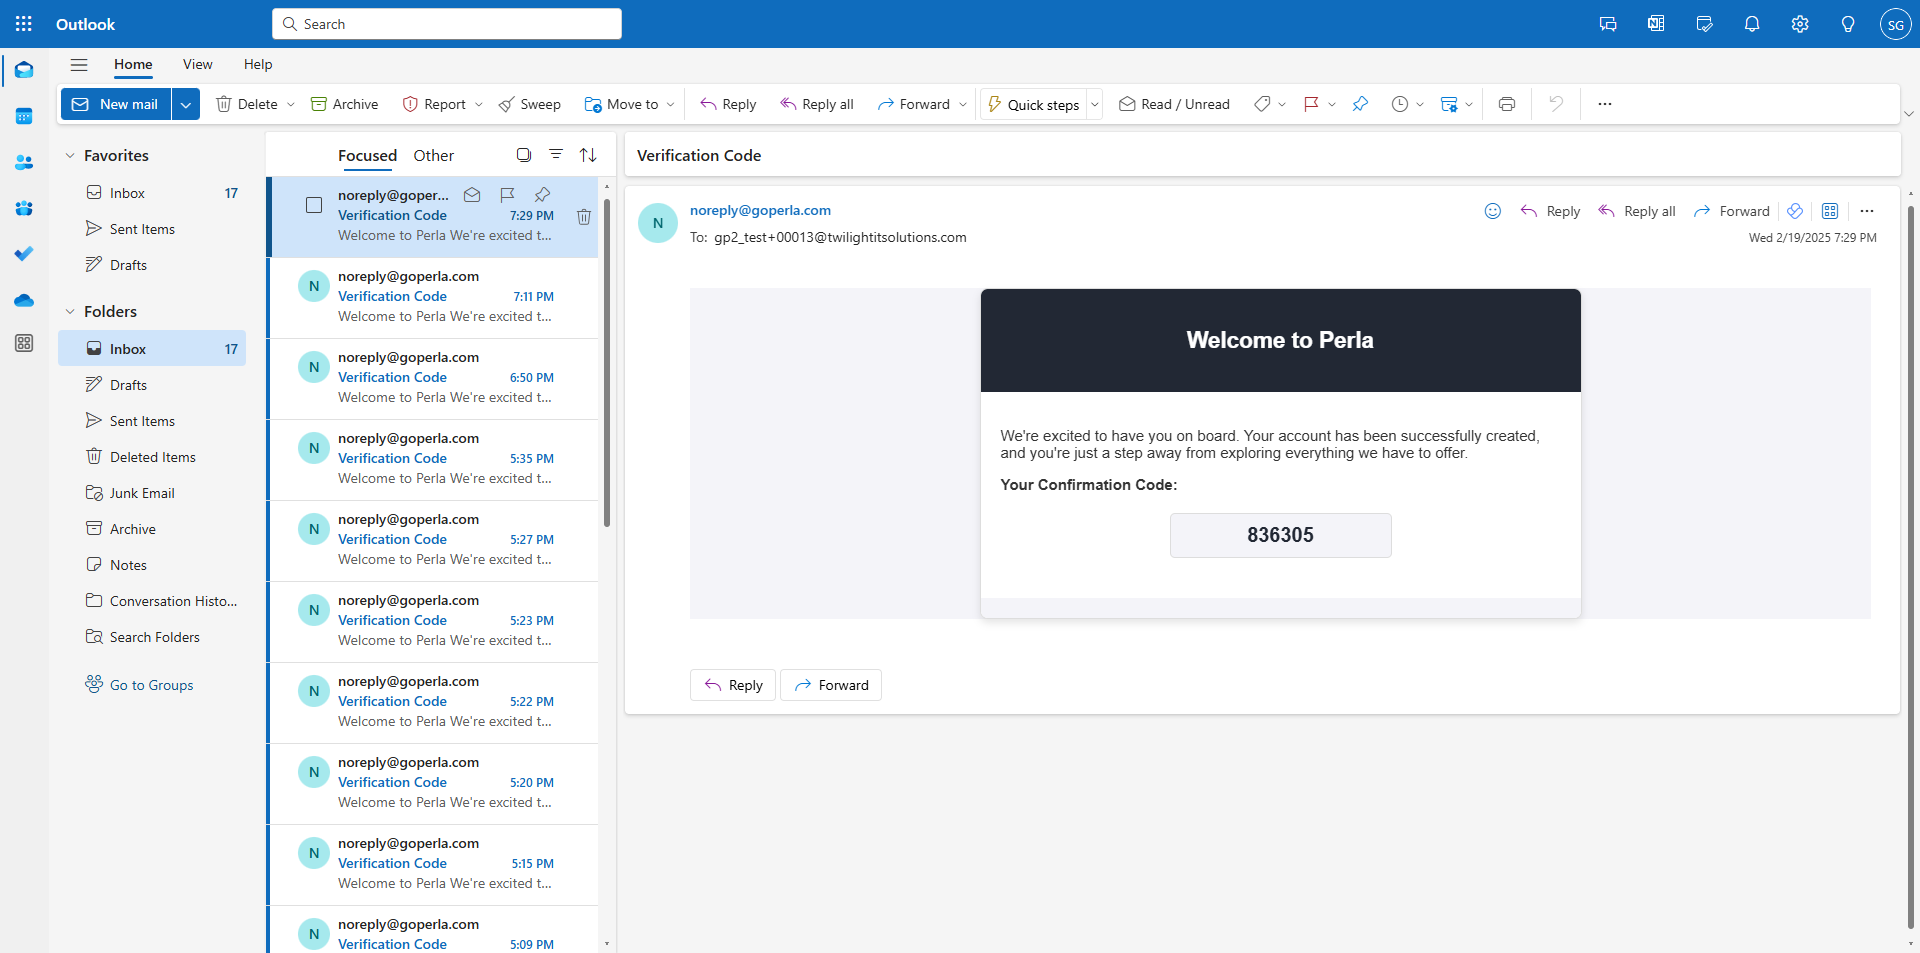 Outlook
Search
SG
Home
View
Help
New mail
Delete
Archive
Report
Sweep
Move to
Reply
Reply all
Forward
Quick steps
Read / Unread
Favorites
Inbox
17
Sent Items
Drafts
Folders
Inbox
17
Drafts
Sent Items
Deleted Items
Junk Email
Archive
Notes
Conversation Histo...
Search Folders
Go to Groups
Focused
Other
noreply@goper...
Verification Code
7:29 PM
Welcome to Perla We're excited t...
N
noreply@goperla.com
Verification Code
7:11 PM
Welcome to Perla We're excited t...
N
noreply@goperla.com
Verification Code
6:50 PM
Welcome to Perla We're excited t...
N
noreply@goperla.com
Verification Code
5:35 PM
Welcome to Perla We're excited t...
N
noreply@goperla.com
Verification Code
5:27 PM
Welcome to Perla We're excited t...
N
noreply@goperla.com
Verification Code
5:23 PM
Welcome to Perla We're excited t...
N
noreply@goperla.com
Verification Code
5:22 PM
Welcome to Perla We're excited t...
N
noreply@goperla.com
Verification Code
5:20 PM
Welcome to Perla We're excited t...
N
noreply@goperla.com
Verification Code
5:15 PM
Welcome to Perla We're excited t...
N
noreply@goperla.com
Verification Code
5:09 PM
Verification Code
N
noreply@goperla.com
To: gp2_test+00013@twilightitsolutions.com
Reply
Reply all
Forward
Wed 2/19/2025 7:29 PM
Welcome to Perla
We're excited to have you on board. Your account has been successfully created,
and you're just a step away from exploring everything we have to offer.
Your Confirmation Code:
836305
Reply
Forward